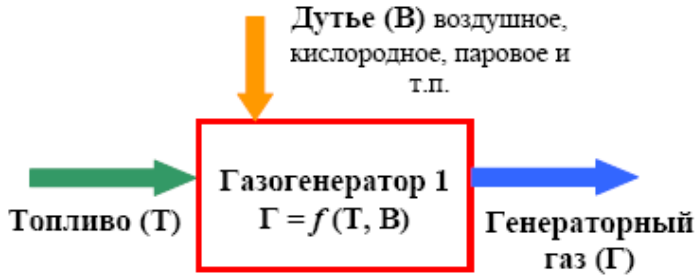 Дутье (В) воздушное,
кислородное, паровое и
т.п.
Газогенератор 1
Г = f (Т, В)
Топливо (Т)
Генераторный
газ (Г)